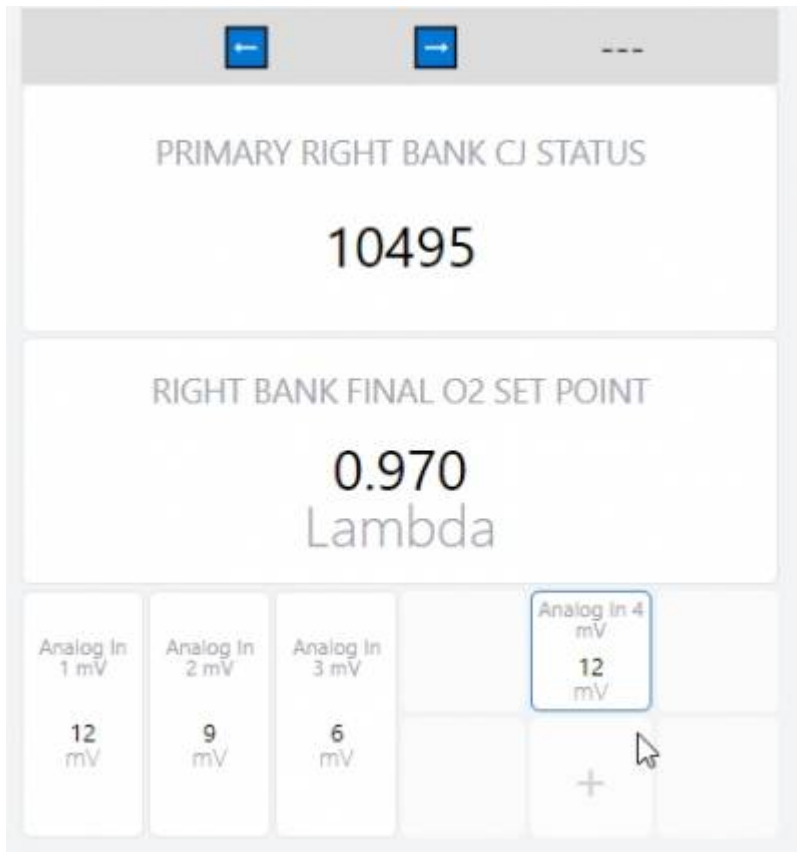 ---
PRIMARY RIGHT BANK CJ STATUS
10495
RIGHT BANK FINAL O2 SET POINT
0.970
Lambda
Analog In
1 mV
12
mV
Analog In
2 mV
9
mV
Analog In
3 mV
6
mV
Analog In 4
mV
12
mV
+